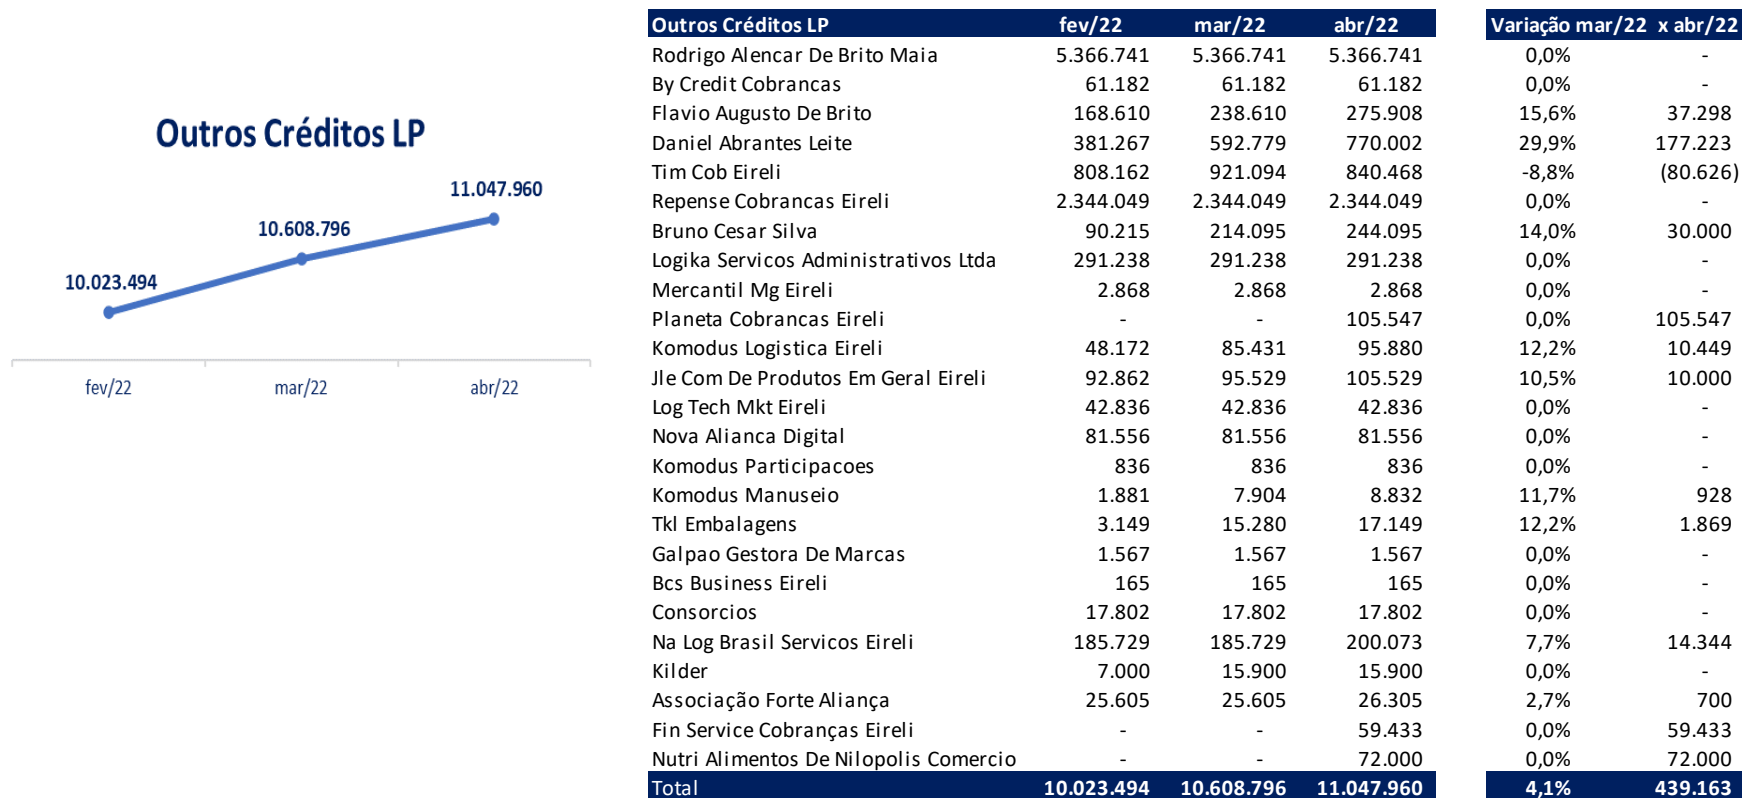 Outros Créditos LP
11.047.960
10.608.796
10.023.494
fev/22 mar/22 abr/22
Outros Créditos LP fev/22 mar/22 abr/22 Variação mar/22 x abr/22
Rodrigo Alencar De Brito Maia 5.366.741 5.366.741 5.366.741 0,0% -
By Credit Cobrancas 61.182 61.182 61.182 0,0% -
Flavio Augusto De Brito 168.610 238.610 275.908 15,6% 37.298
Daniel Abrantes Leite 381.267 592.779 770.002 29,9% 177.223
Tim Cob Eireli 808.162 921.094 840.468 -8,8% (80.626)
Repense Cobrancas Eireli 2.344.049 2.344.049 2.344.049 0,0% -
Bruno Cesar Silva 90.215 214.095 244.095 14,0% 30.000
Logika Servicos Administrativos Ltda 291.238 291.238 291.238 0,0% -
Mercantil Mg Eireli 2.868 2.868 2.868 0,0% -
Planeta Cobrancas Eireli - - 105.547 0,0% 105.547
Komodus Logistica Eireli 48.172 85.431 95.880 12,2% 10.449
Jle Com De Produtos Em Geral Eireli 92.862 95.529 105.529 10,5% 10.000
Log Tech Mkt Eireli 42.836 42.836 42.836 0,0% -
Nova Alianca Digital 81.556 81.556 81.556 0,0% -
Komodus Participacoes 836 836 836 0,0% -
Komodus Manuseio 1.881 7.904 8.832 11,7% 928
Tkl Embalagens 3.149 15.280 17.149 12,2% 1.869
Galpao Gestora De Marcas 1.567 1.567 1.567 0,0% -
Bcs Business Eireli 165 165 165 0,0% -
Consorcios 17.802 17.802 17.802 0,0% -
Na Log Brasil Servicos Eireli 185.729 185.729 200.073 7,7% 14.344
Kilder 7.000 15.900 15.900 0,0% -
Associação Forte Aliança 25.605 25.605 26.305 2,7% 700
Fin Service Cobranças Eireli - - 59.433 0,0% 59.433
Nutri Alimentos De Nilopolis Comercio - - 72.000 0,0% 72.000
Total 10.023.494 10.608.796 11.047.960 4,1% 439.163